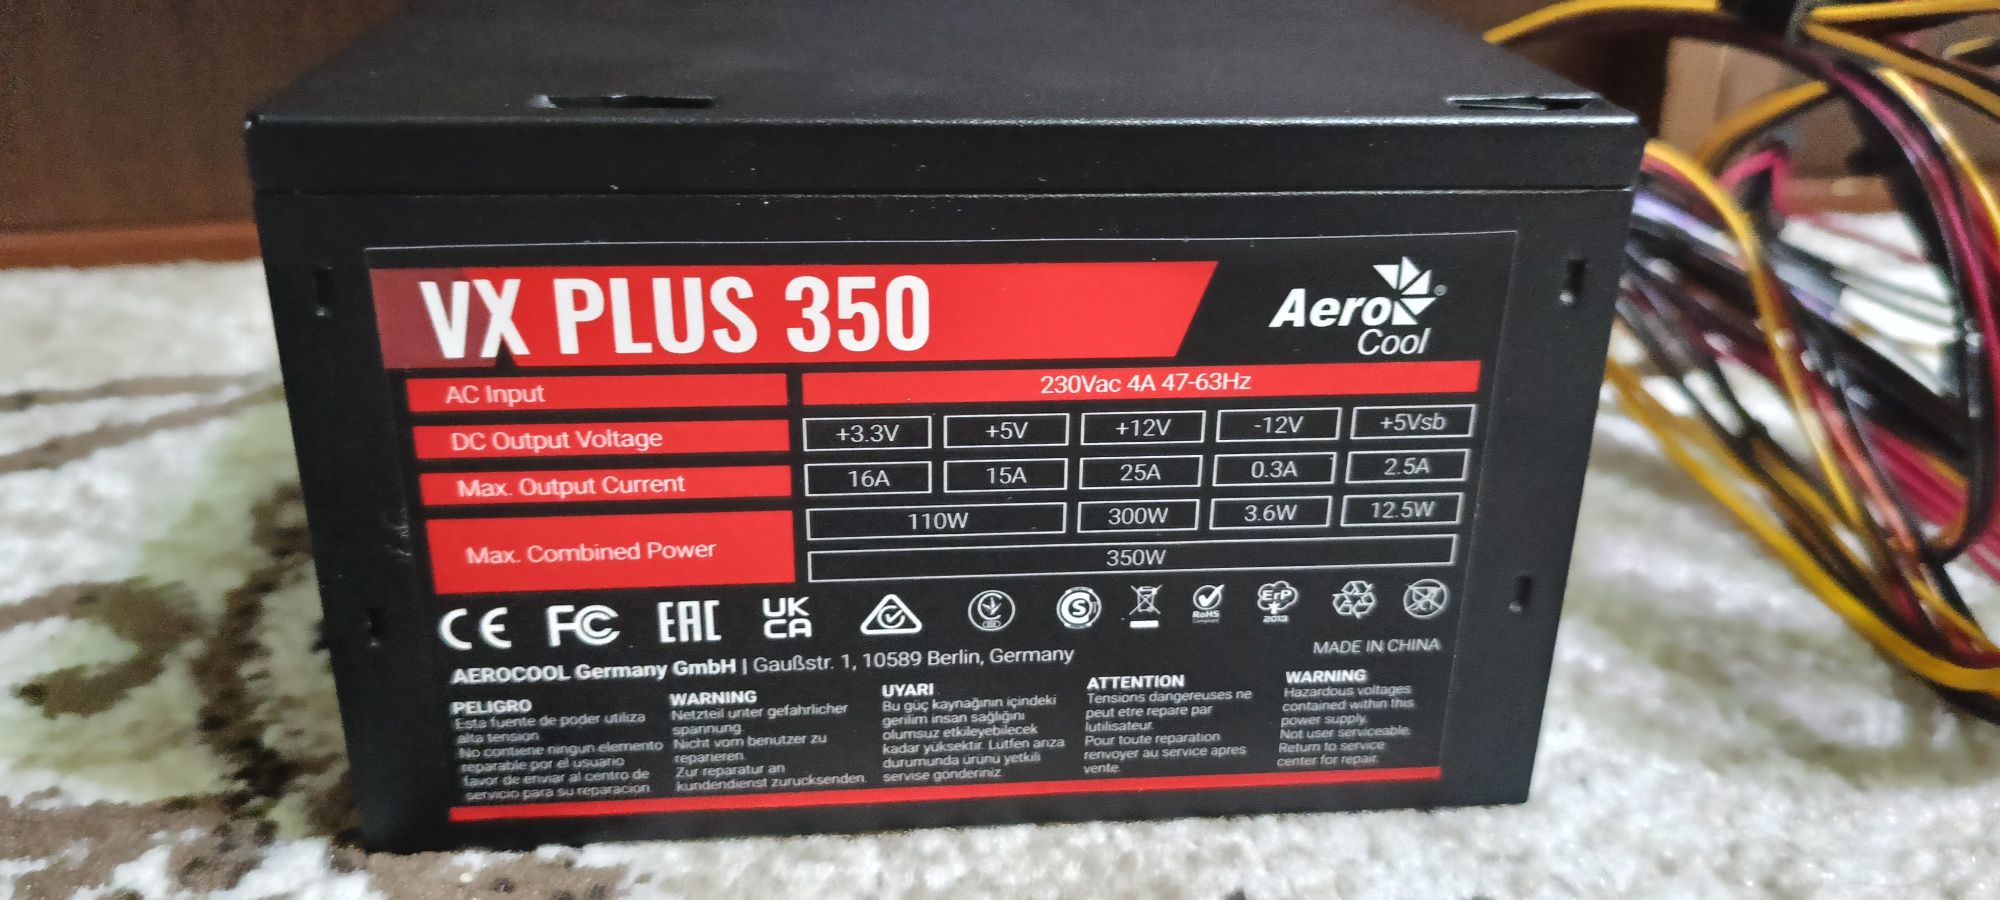 VX PLUS 350
Aero
Cool
AC Input 230Vac 4A 47-63Hz
DC Output Voltage +3.3V +5V +12V -12V +5Vsb
Max. Output Current 16A 15A 25A 0.3A 2.5A
Max. Combined Power 110W 300W 3.6W 12.5W
350W
CE FC EAC UK
CA
S
RoHS
Compliant
ErP
2013
MADE IN CHINA
AEROCOOL Germany GmbH | Gaußstr. 1, 10589 Berlin, Germany
PELIGRO
Esta fuente de poder utiliza
alta tension
No contiene ningun elemento
reparable por el usuario
favor de enviar al centro de
servicio para su reparacion.
WARNING
Netzteil unter gefahrlicher
spannung.
Nicht vom benutzer zu
reparieren.
Zur reparatur an
kundendienst zurucksenden.
UYARI
Bu güç kaynağının içindeki
gerilim insan sağlığını
olumsuz etkileyebilecek
kadar yüksektir. Lütfen arıza
durumunda ürünü yetkili
servise gönderiniz.
ATTENTION
Tensions dangereuses ne
peut etre repare par
lutilisateur.
Pour toute reparation
renvoyer au service apres
vente.
WARNING
Hazardous voltages
contained within this
power supply.
Not user serviceable.
Return to service
center for repair.